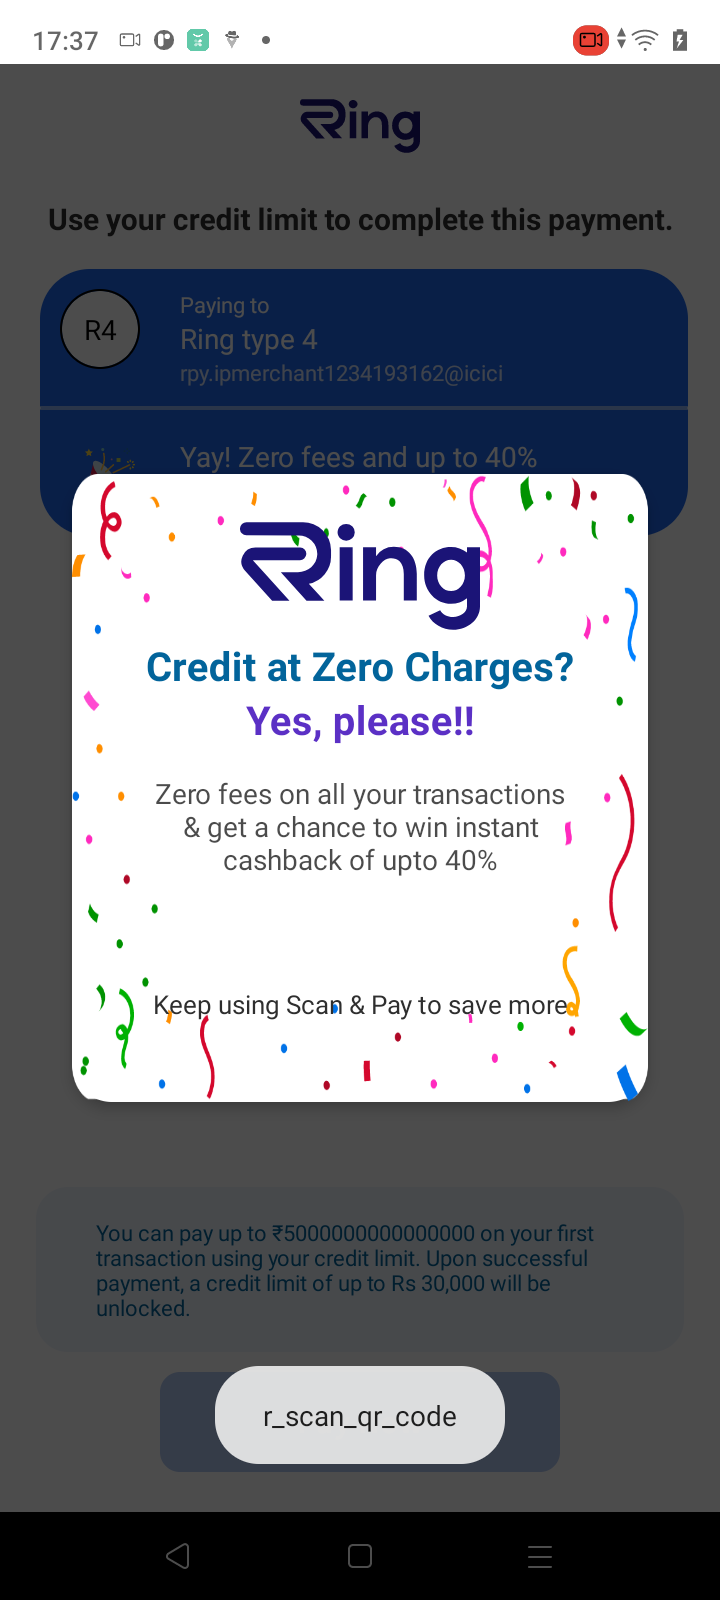 17:37
Ring
Use your credit limit to complete this payment.
R4
Paying to
Ring type 4
rpy.ipmerchant1234193162@icici
Yay! Zero fees and up to 40%
Ring
Credit at Zero Charges?
Yes, please!!
Zero fees on all your transactions
& get a chance to win instant
cashback of upto 40%
Keep using Scan & Pay to save more
You can pay up to ₹5000000000000000 on your first
transaction using your credit limit. Upon successful
payment, a credit limit of up to Rs 30,000 will be
unlocked.
r_scan_qr_code